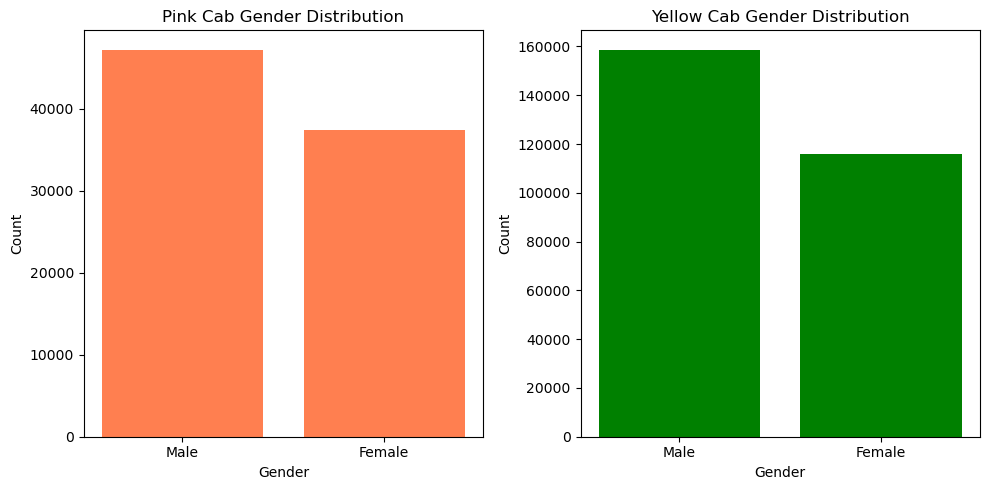 Pink Cab Gender Distribution
Count
40000
30000
20000
10000
0
Male Female
Gender
Yellow Cab Gender Distribution
Count
160000
140000
120000
100000
80000
60000
40000
20000
0
Male Female
Gender